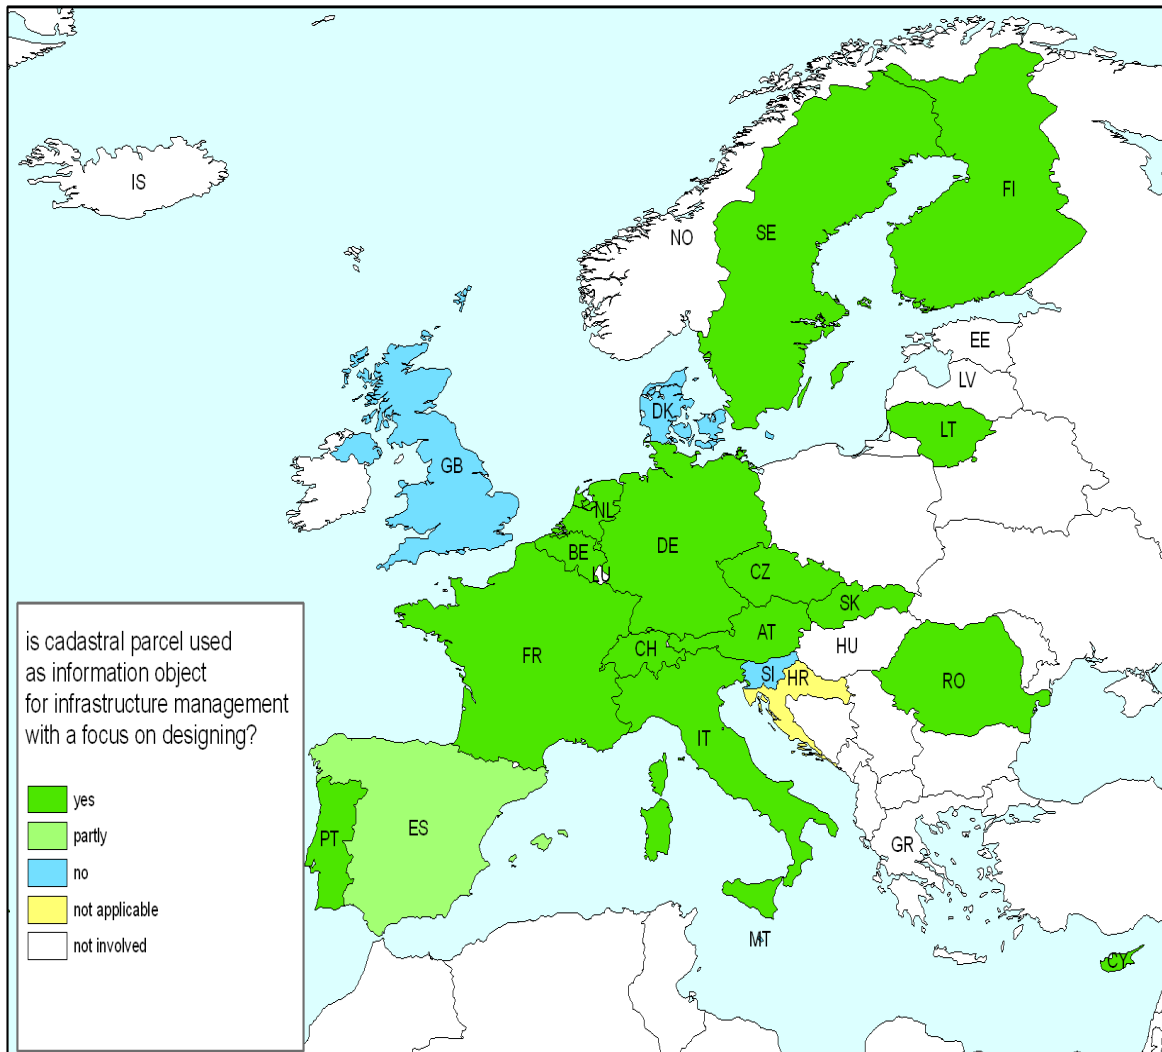 IS
NO
SE
FI
EE
LV
LT
DK
GB
NL
BE
LU
DE
CZ
SK
AT
HU
CH
FR
SI
HR
RO
IT
PT
ES
GR
MT
CY
is cadastral parcel used
as information object
for infrastructure management
with a focus on designing?
yes
partly
no
not applicable
not involved